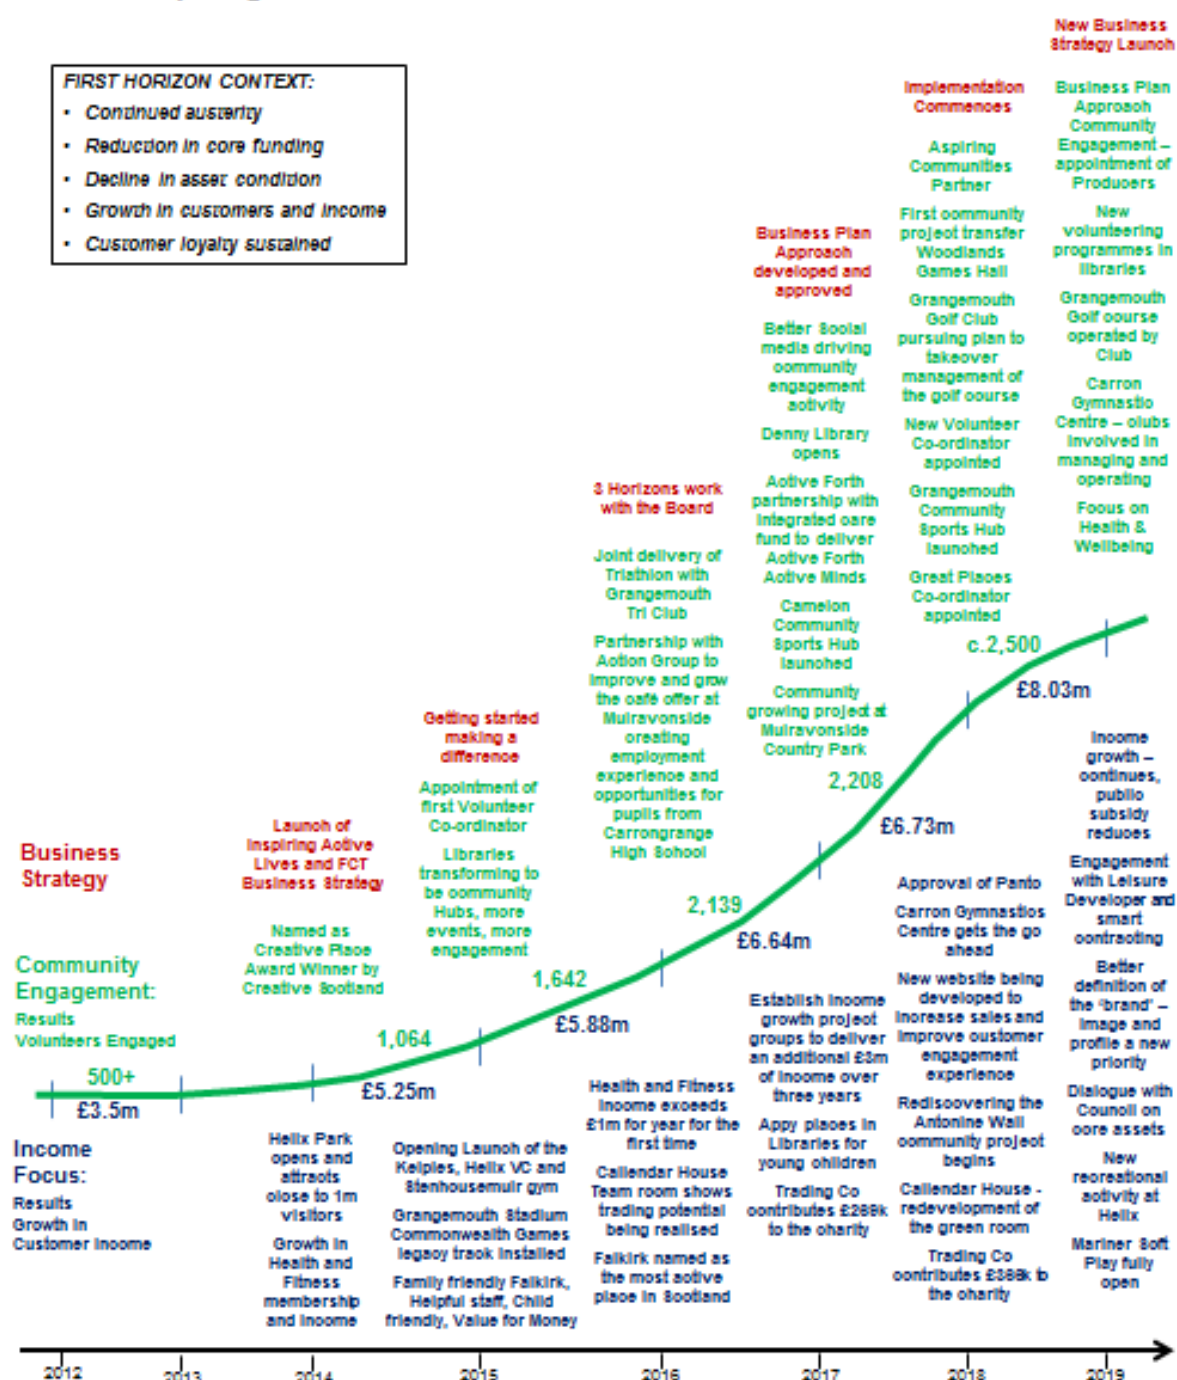 FIRST HORIZON CONTEXT:
• Continued austerity
• Reduction in core funding
• Decline in asset condition
• Growth in customers and income
• Customer loyalty sustained
Business
Strategy
Community
Engagement:
Results
Volunteers Engaged
500+
£3.5m
Income
Focus:
Results
Growth in
Customer Income
Launch of
Inspiring Active
Lives and FCT
Business Strategy
Named as
Creative Place
Award Winner by
Creative Scotland
Helix Park
opens and
attracts
close to 1m
visitors
Growth in
Health and
Fitness
membership
and Income
Getting started
making a
difference
Appointment of
first Volunteer
Co-ordinator
Libraries
transforming to
be community
Hubs, more
events, more
engagement
1,064
£5.25m
Opening Launch of the
Kelpies, Helix VC and
Stenhousemuir gym
Grangemouth Stadium
Commonwealth Games
legacy track installed
Family friendly Falkirk,
Helpful staff, Child
friendly, Value for Money
3 Horizons work
with the Board
Joint delivery of
Triathlon with
Grangemouth
Tri Club
Partnership with
Action Group to
improve and grow
the café offer at
Muiravonside
creating
employment
experience and
opportunities for
pupils from
Carrongrange
High School
1,642
£5.88m
Health and Fitness
Income exceeds
£1m for year for the
first time
Callendar House
Team room shows
trading potential
being realised
Falkirk named as
the most active
place in Scotland
Business Plan
Approach
developed and
approved
Better Social
media driving
community
engagement
activity
Denny Library
opens
Active Forth
partnership with
integrated care
fund to deliver
Active Forth
Active Minds
Camelon
Community
Sports Hub
launched
Community
growing project at
Muiravonside
Country Park
2,139
£6.64m
Establish Income
growth project
groups to deliver
an additional £3m
of Income over
three years
Appy places in
Libraries for
young children
Trading Co
contributes £269k
to the charity
Implementation
Commences
Aspiring
Communities
Partner
First community
project transfer
Woodlands
Games Hall
Grangemouth
Golf Club
pursuing plan to
takeover
management of
the golf course
New Volunteer
Co-ordinator
appointed
Grangemouth
Community
Sports Hub
launched
Great Places
Co-ordinator
appointed
2,208
£6.73m
Approval of Panto
Carron Gymnastics
Centre gets the go
ahead
New website being
developed to
increase sales and
improve customer
engagement
experience
Rediscovering the
Antonine Wall
community project
begins
Callendar House -
redevelopment of
the green room
Trading Co
contributes £366k to
the charity
New Business
Strategy Launch
Business Plan
Approach
Community
Engagement –
appointment of
Producers
New
volunteering
programmes in
libraries
Grangemouth
Golf course
operated by
Club
Carron
Gymnastic
Centre – clubs
involved in
managing and
operating
Focus on
Health &
Wellbeing
c.2,500
£8.03m
Income
growth –
continues,
public
subsidy
reduces
Engagement
with Leisure
Developer and
smart
contracting
Better
definition of
the 'brand' –
image and
profile a new
priority
Dialogue with
Council on
core assets
New
recreational
activity at
Helix
Mariner Soft
Play fully
open
2012 2013 2014 2015 2016 2017 2018 2019